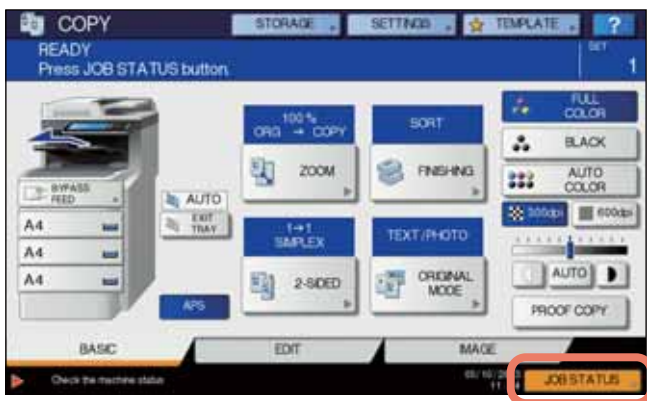 COPY
STORAGE
SETTINGS
TEMPLATE
?
READY
SET
Press JOB STATUS button.
1
100 %
ORG → COPY
SORT
FULL
COLOR
ZOOM
FINISHING
BLACK
BYPASS
FEED
AUTO
AUTO
COLOR
EXIT
TRAY
300dpi
600dpi
A4
1→1
SIMPLEX
TEXT/PHOTO
A4
A4
2-SIDED
ORIGINAL
MODE
AUTO
APS
PROOF COPY
BASIC
EDIT
IMAGE
Check the machine status
JOB STATUS